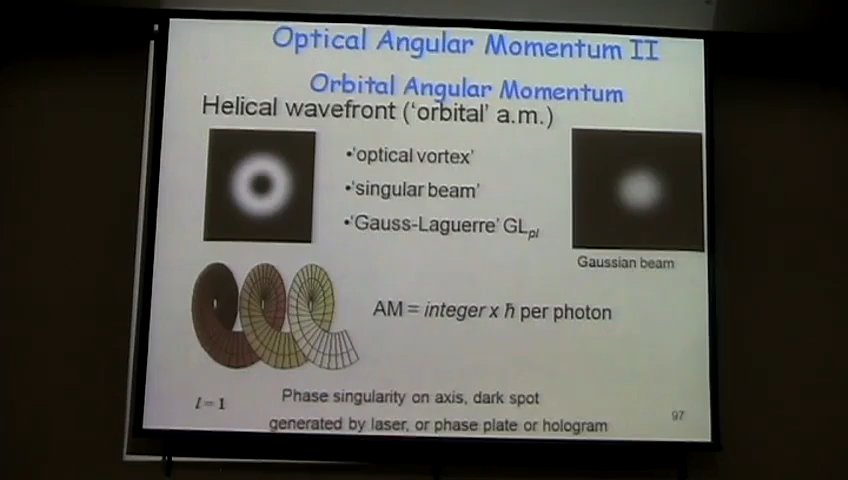 Optical Angular Momentum II
Orbital Angular Momentum
Helical wavefront ('orbital' a.m.)
•'optical vortex'
•'singular beam'
•'Gauss-Laguerre' GLpl
Gaussian beam
AM = integer x ħ per photon
l = 1
Phase singularity on axis, dark spot
generated by laser, or phase plate or hologram
97